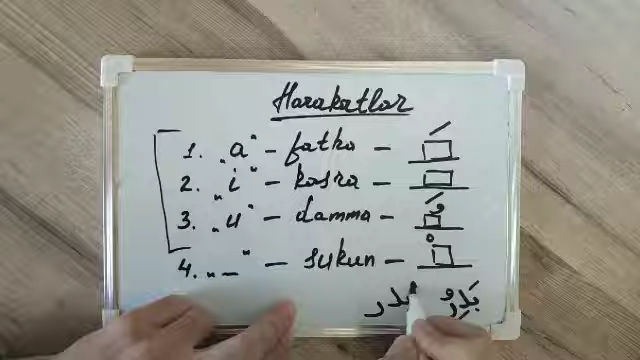 Harakatlar
1. „a“ - fatha -
2. „i“ - kasra -
3. „u“ - damma -
4. „_“ - sukun -